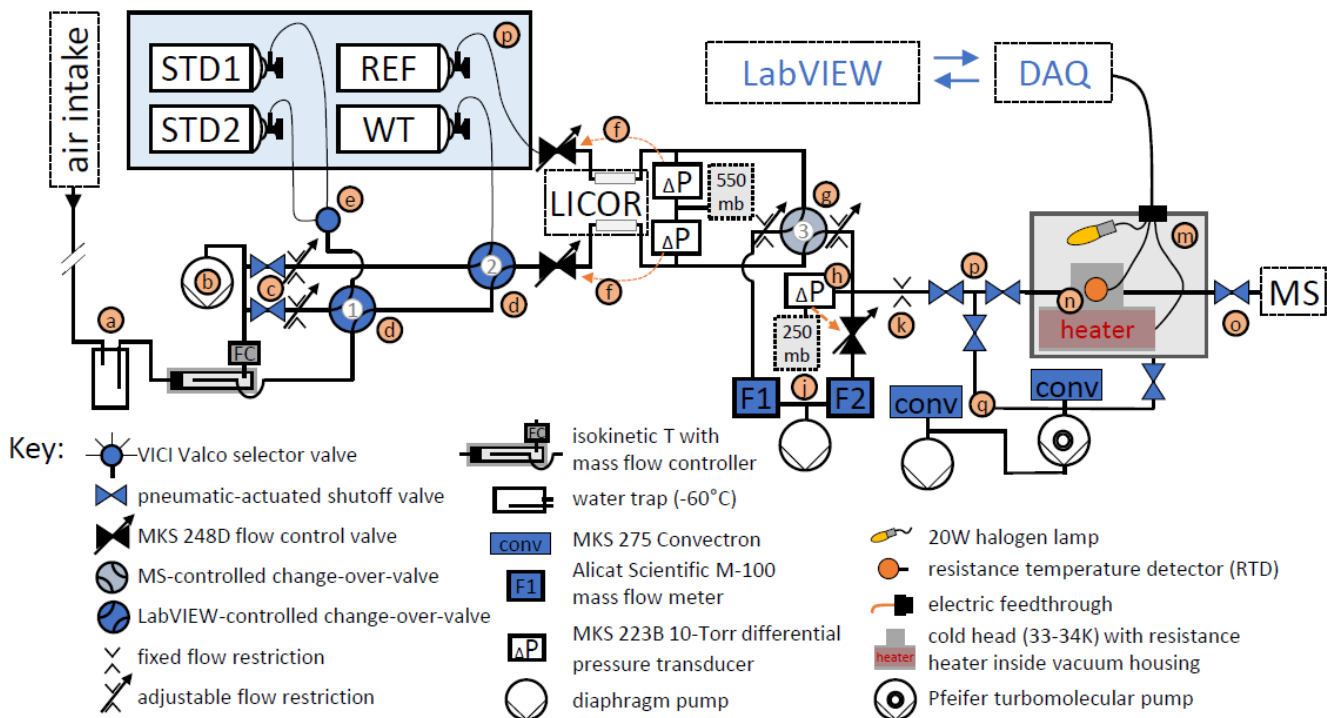 air intake
STD1
REF
STD2
WT
p
LabVIEW
DAQ
f
e
ΔP
550
mb
LICOR
g
ΔP
3
m
b
c
2
f
d
h
p
a
1
d
ΔP
k
n
o
MS
heater
FC
250
mb
j
F1
F2
conv
q
conv
Key:
VICI Valco selector valve
pneumatic-actuated shutoff valve
MKS 248D flow control valve
MS-controlled change-over-valve
LabVIEW-controlled change-over-valve
fixed flow restriction
adjustable flow restriction
FC
isokinetic T with
mass flow controller
water trap (-60°C)
conv
MKS 275 Convectron
F1
Alicat Scientific M-100
mass flow meter
ΔP
MKS 223B 10-Torr differential
pressure transducer
diaphragm pump
20W halogen lamp
resistance temperature detector (RTD)
electric feedthrough
heater
cold head (33-34K) with resistance
heater inside vacuum housing
Pfeifer turbomolecular pump